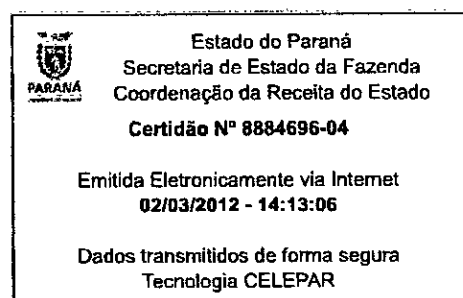 Estado do Paraná
Secretaria de Estado da Fazenda
PARANÁ
Coordenação da Receita do Estado
Certidão Nº 8884696-04
Emitida Eletronicamente via Internet
02/03/2012 - 14:13:06
Dados transmitidos de forma segura
Tecnologia CELEPAR